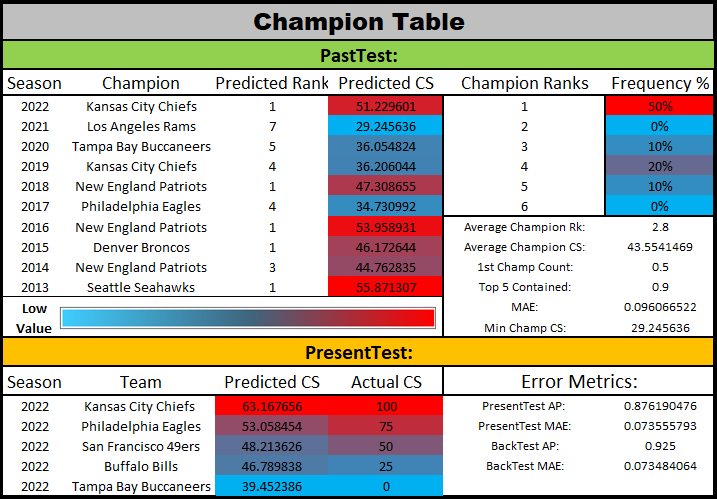 Champion Table
PastTest:
Season Champion Predicted Rank Predicted CS Champion Ranks Frequency %
2022 Kansas City Chiefs 1 51.229601 1 50%
2021 Los Angeles Rams 7 29.245636 2 0%
2020 Tampa Bay Buccaneers 5 36.054824 3 10%
2019 Kansas City Chiefs 4 36.206044 4 20%
2018 New England Patriots 1 47.308655 5 10%
2017 Philadelphia Eagles 4 34.730992 6 0%
2016 New England Patriots 1 53.958931 Average Champion Rk: 2.8
2015 Denver Broncos 1 46.172644 Average Champion CS: 43.5541469
2014 New England Patriots 3 44.762835 1st Champ Count: 0.5
2013 Seattle Seahawks 1 55.871307 Top 5 Contained: 0.9
Low MAE: 0.096066522
Value Min Champ CS: 29.245636
PresentTest:
Season Team Predicted CS Actual CS Error Metrics:
2022 Kansas City Chiefs 63.167656 100 PresentTest AP: 0.876190476
2022 Philadelphia Eagles 53.058454 75 PresentTest MAE: 0.073555793
2022 San Francisco 49ers 48.213626 50 BackTest AP: 0.925
2022 Buffalo Bills 46.789838 25 BackTest MAE: 0.073484064
2022 Tampa Bay Buccaneers 39.452386 0